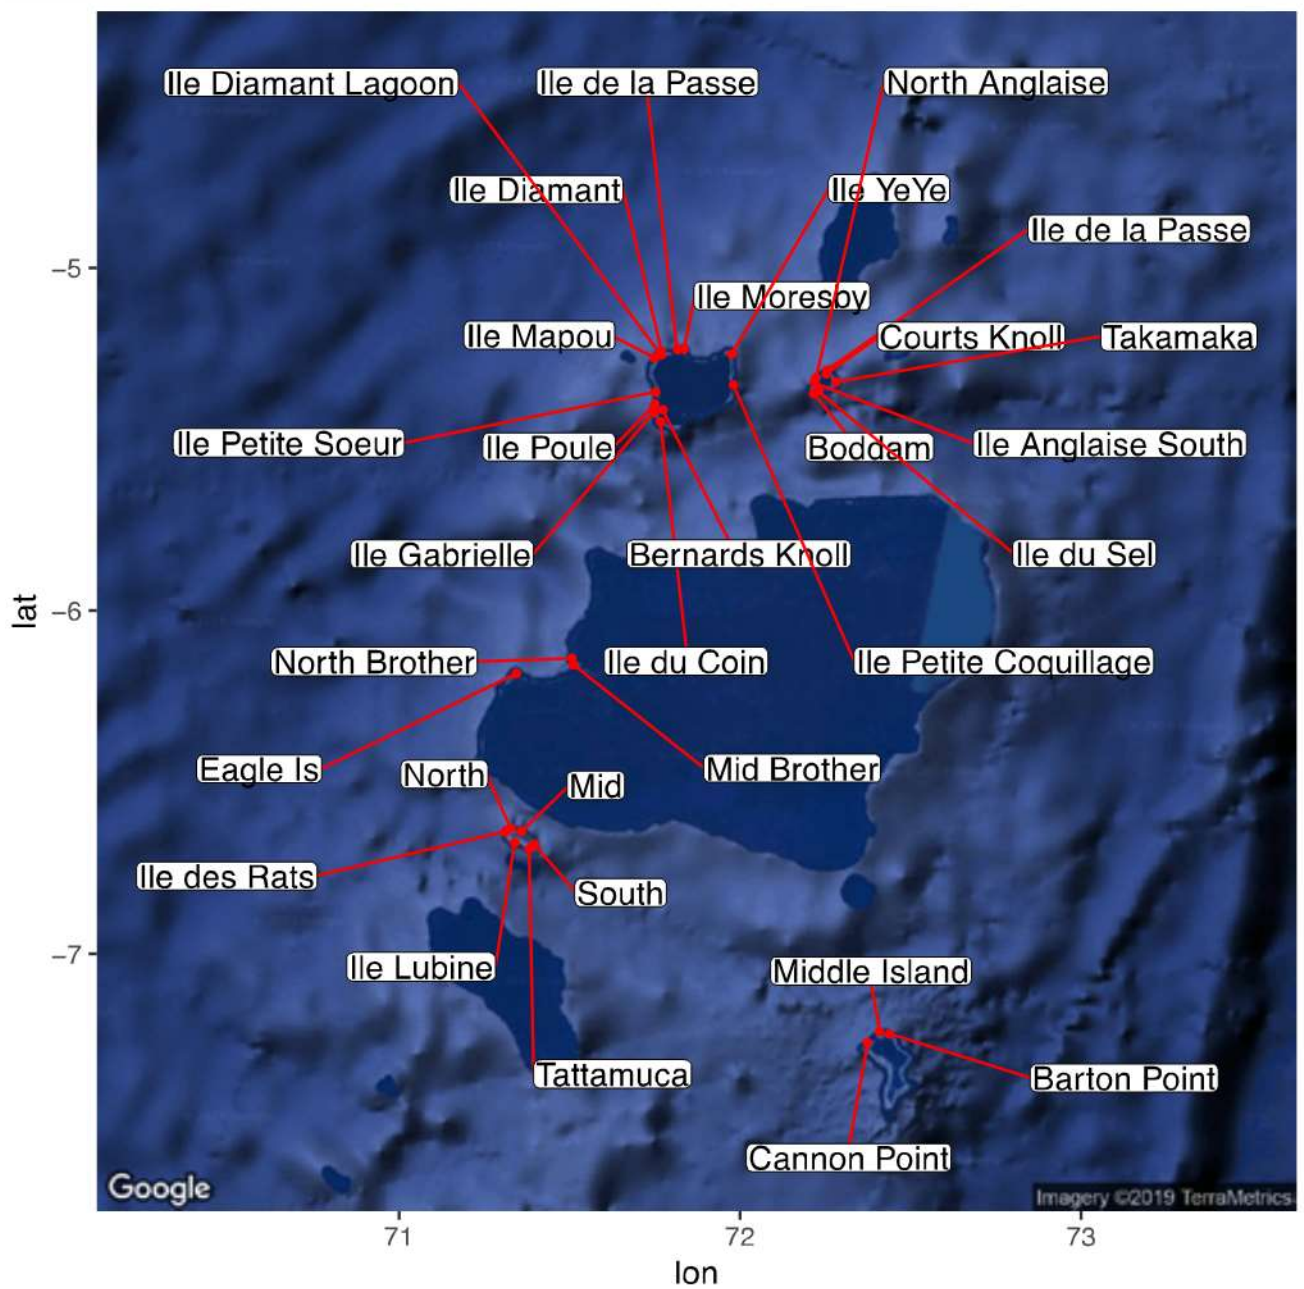 Ile Diamant Lagoon
Ile de la Passe
North Anglaise
Ile Diamant
Ile YeYe
Ile de la Passe
-5
Ile Moresby
Ile Mapou
Courts Knoll
Takamaka
Ile Petite Soeur
Ile Poule
Boddam
Ile Anglaise South
Ile Gabrielle
Bernards Knoll
Ile du Sel
lat
-6
North Brother
Ile du Coin
Ile Petite Coquillage
Eagle Is
North
Mid
Mid Brother
Ile des Rats
South
-7
Ile Lubine
Middle Island
Tattamuca
Barton Point
Cannon Point
Google
Imagery ©2019 TerraMetrics
71
72
73
lon